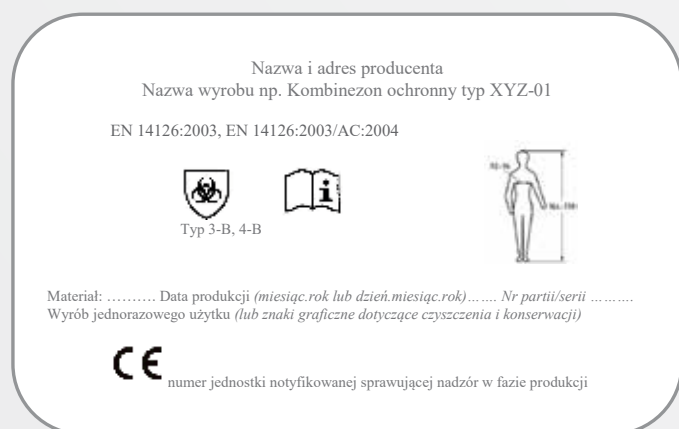 Nazwa i adres producenta
Nazwa wyrobu np. Kombinezon ochronny typ XYZ-01
EN 14126:2003, EN 14126:2003/AC:2004
Typ 3-B, 4-B
Materiał: ………. Data produkcji (miesiąc.rok lub dzień.miesiąc.rok)……. Nr partii/serii ……….
Wyrób jednorazowego użytku (lub znaki graficzne dotyczące czyszczenia i konserwacji)
CE numer jednostki notyfikowanej sprawującej nadzór w fazie produkcji